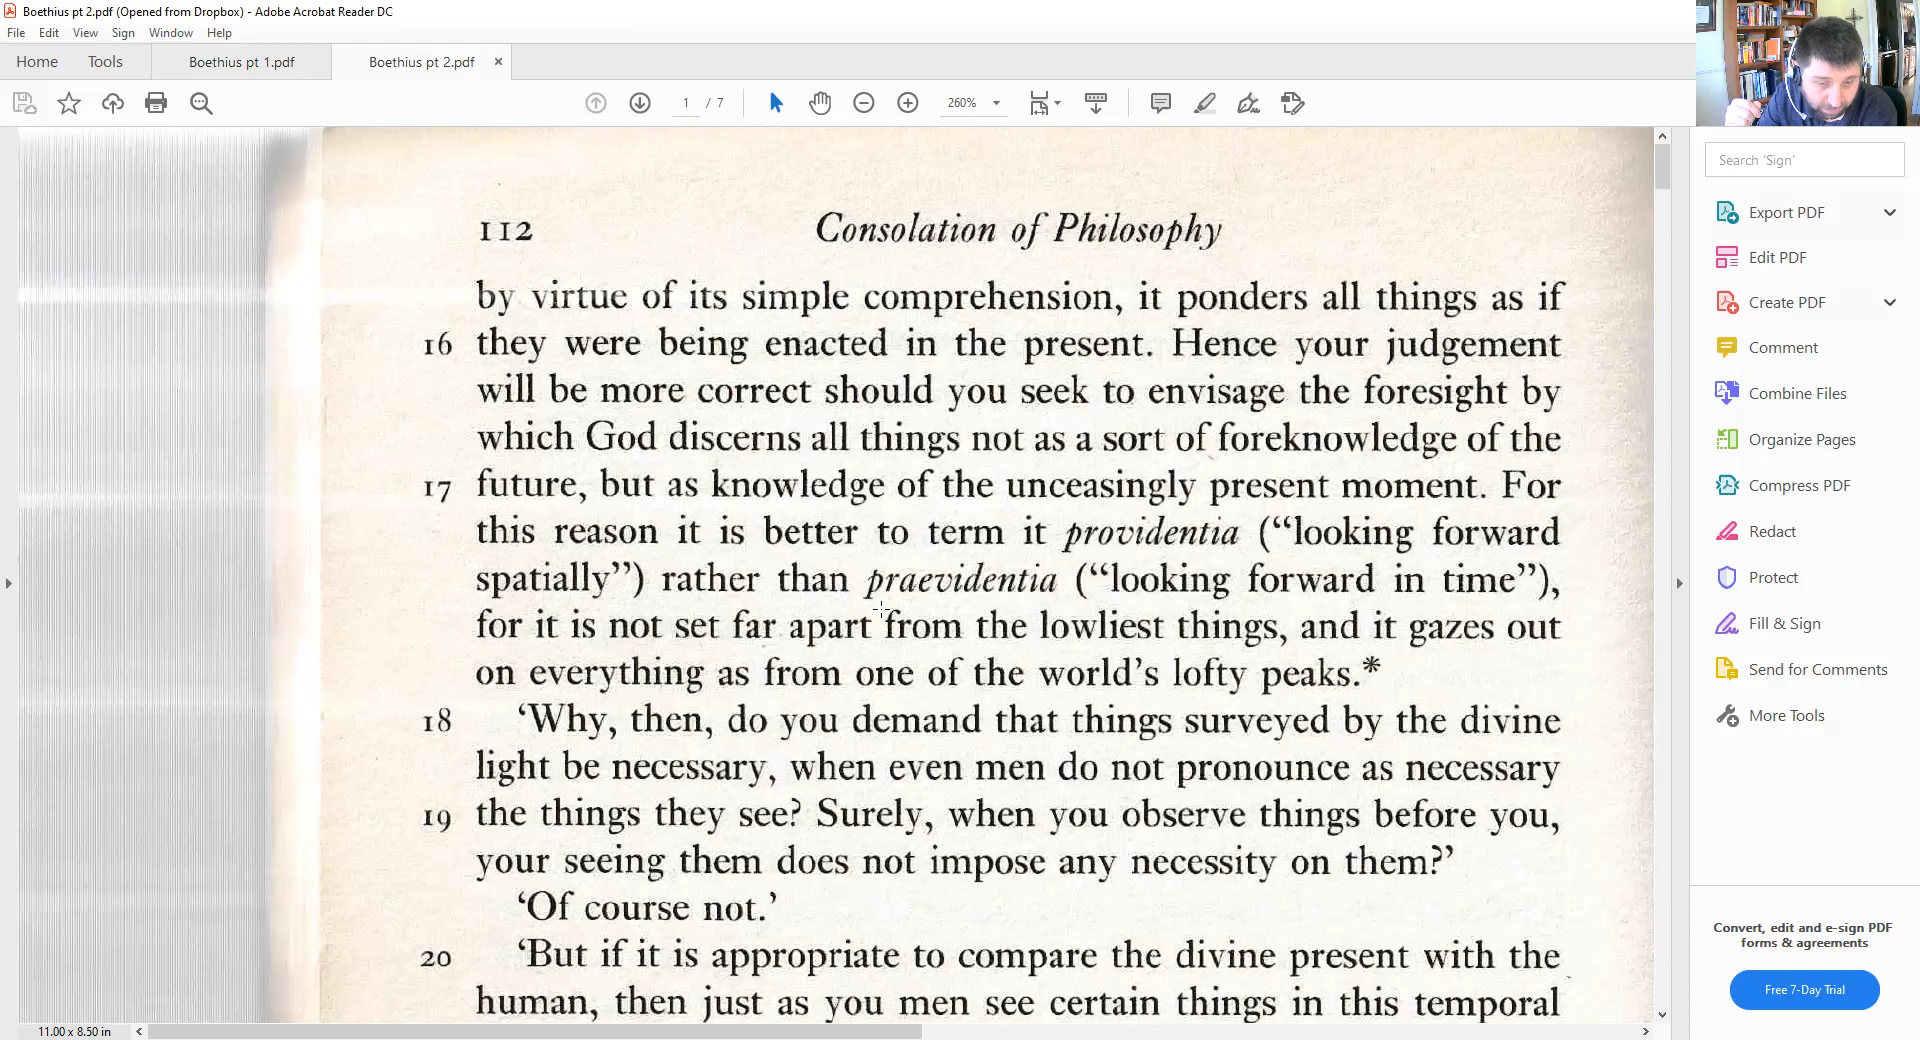 Boethius pt 2.pdf (Opened from Dropbox) - Adobe Acrobat Reader DC
File Edit View Sign Window Help
Home Tools Boethius pt 1.pdf Boethius pt 2.pdf ×
1 / 7 260%
Search 'Sign'
Export PDF
Edit PDF
Create PDF
Comment
Combine Files
Organize Pages
Compress PDF
Redact
Protect
Fill & Sign
Send for Comments
More Tools
Convert, edit and e-sign PDF
forms & agreements
Free 7-Day Trial
112 Consolation of Philosophy
by virtue of its simple comprehension, it ponders all things as if
16 they were being enacted in the present. Hence your judgement
will be more correct should you seek to envisage the foresight by
which God discerns all things not as a sort of foreknowledge of the
17 future, but as knowledge of the unceasingly present moment. For
this reason it is better to term it providentia (“looking forward
spatially”) rather than praevidentia (“looking forward in time”),
for it is not set far apart from the lowliest things, and it gazes out
on everything as from one of the world’s lofty peaks.*
18 ‘Why, then, do you demand that things surveyed by the divine
light be necessary, when even men do not pronounce as necessary
19 the things they see? Surely, when you observe things before you,
your seeing them does not impose any necessity on them?’
‘Of course not.’
20 ‘But if it is appropriate to compare the divine present with the
human, then just as you men see certain things in this temporal
11.00 x 8.50 in